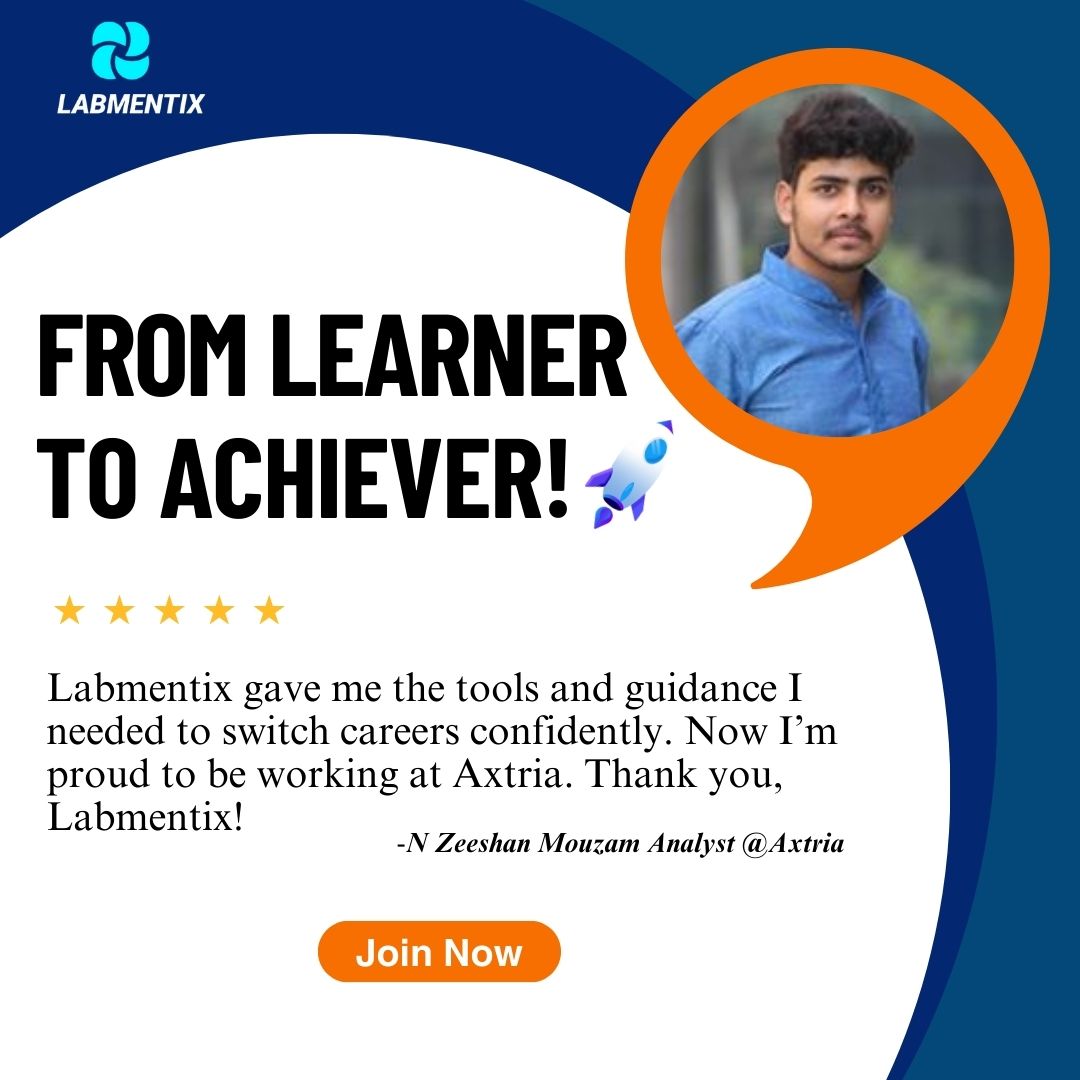 LABMENTIX
FROM LEARNER
TO ACHIEVER!
Labmentix gave me the tools and guidance I
needed to switch careers confidently. Now I’m
proud to be working at Axtria. Thank you,
Labmentix!
-N Zeeshan Mouzam Analyst @Axtria
Join Now